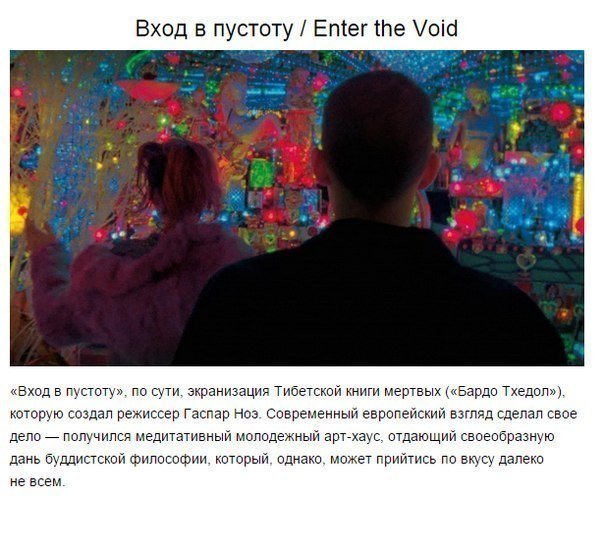 Вход в пустоту / Enter the Void
«Вход в пустоту», по сути, экранизация Тибетской книги мертвых («Бардо Тхедол»),
которую создал режиссер Гаспар Ноэ. Современный европейский взгляд сделал свое
дело — получился медитативный молодежный арт-хаус, отдающий своеобразную
дань буддистской философии, который, однако, может прийтись по вкусу далеко
не всем.